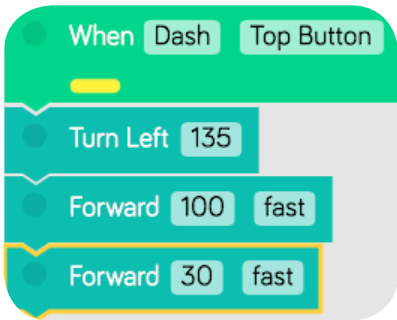 When Dash Top Button
Turn Left 135
Forward 100 fast
Forward 30 fast